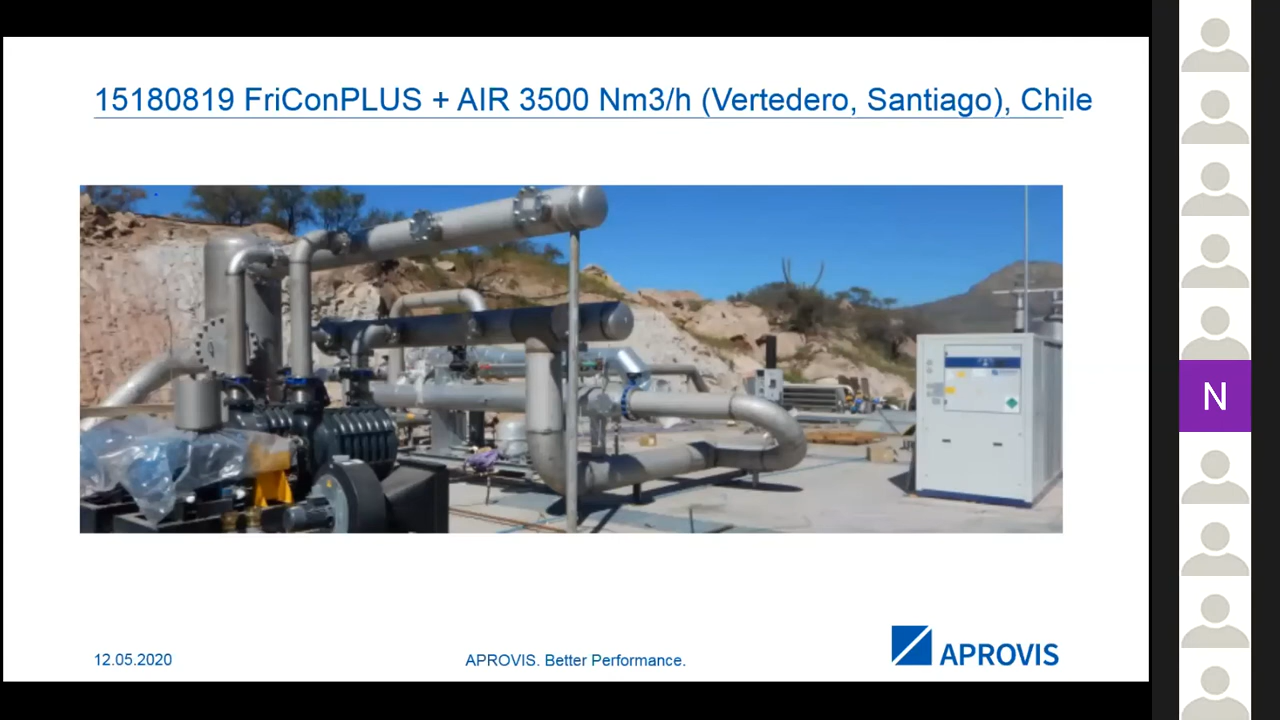 15180819 FriConPLUS + AIR 3500 Nm3/h (Vertedero, Santiago), Chile
N
12.05.2020
APROVIS. Better Performance.
APROVIS